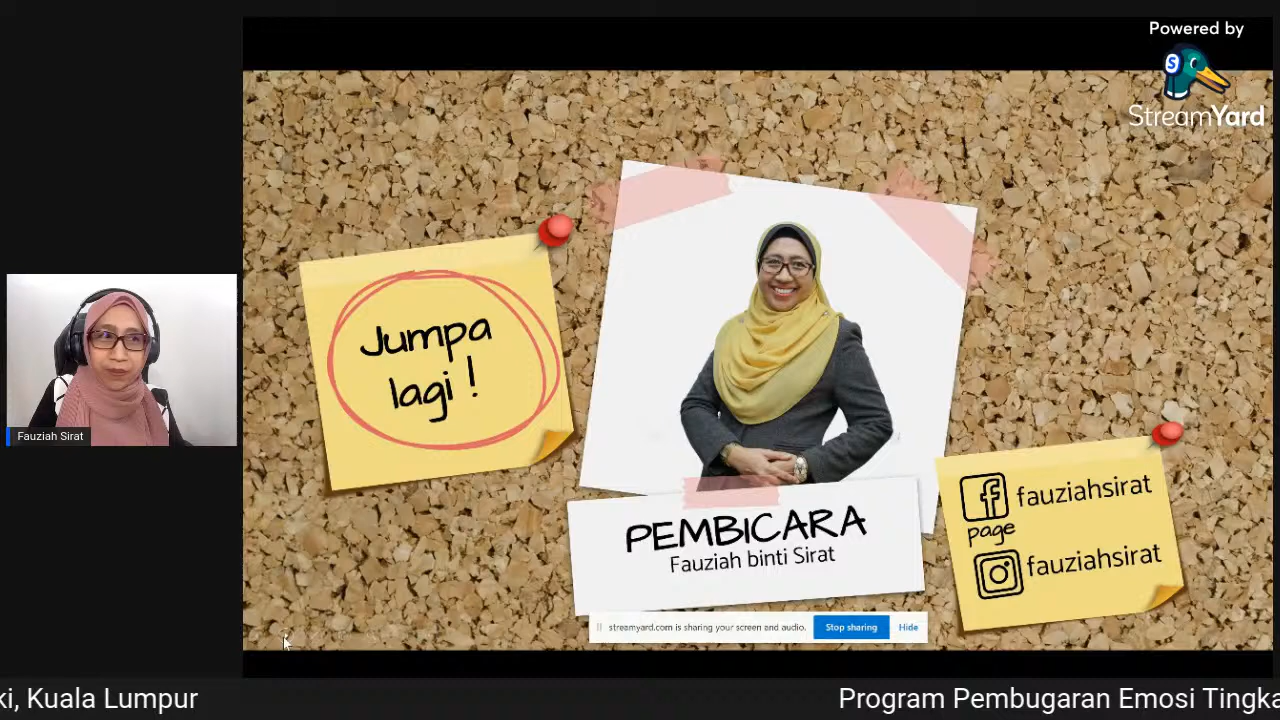 Powered by
S
StreamYard
Jumpa
lagi !
PEMBICARA
Fauziah binti Sirat
fauziahsirat
page
fauziahsirat
Fauziah Sirat
streamyard.com is sharing your screen and audio.
Stop sharing
Hide
ki, Kuala Lumpur
Program Pembugaran Emosi Tingka